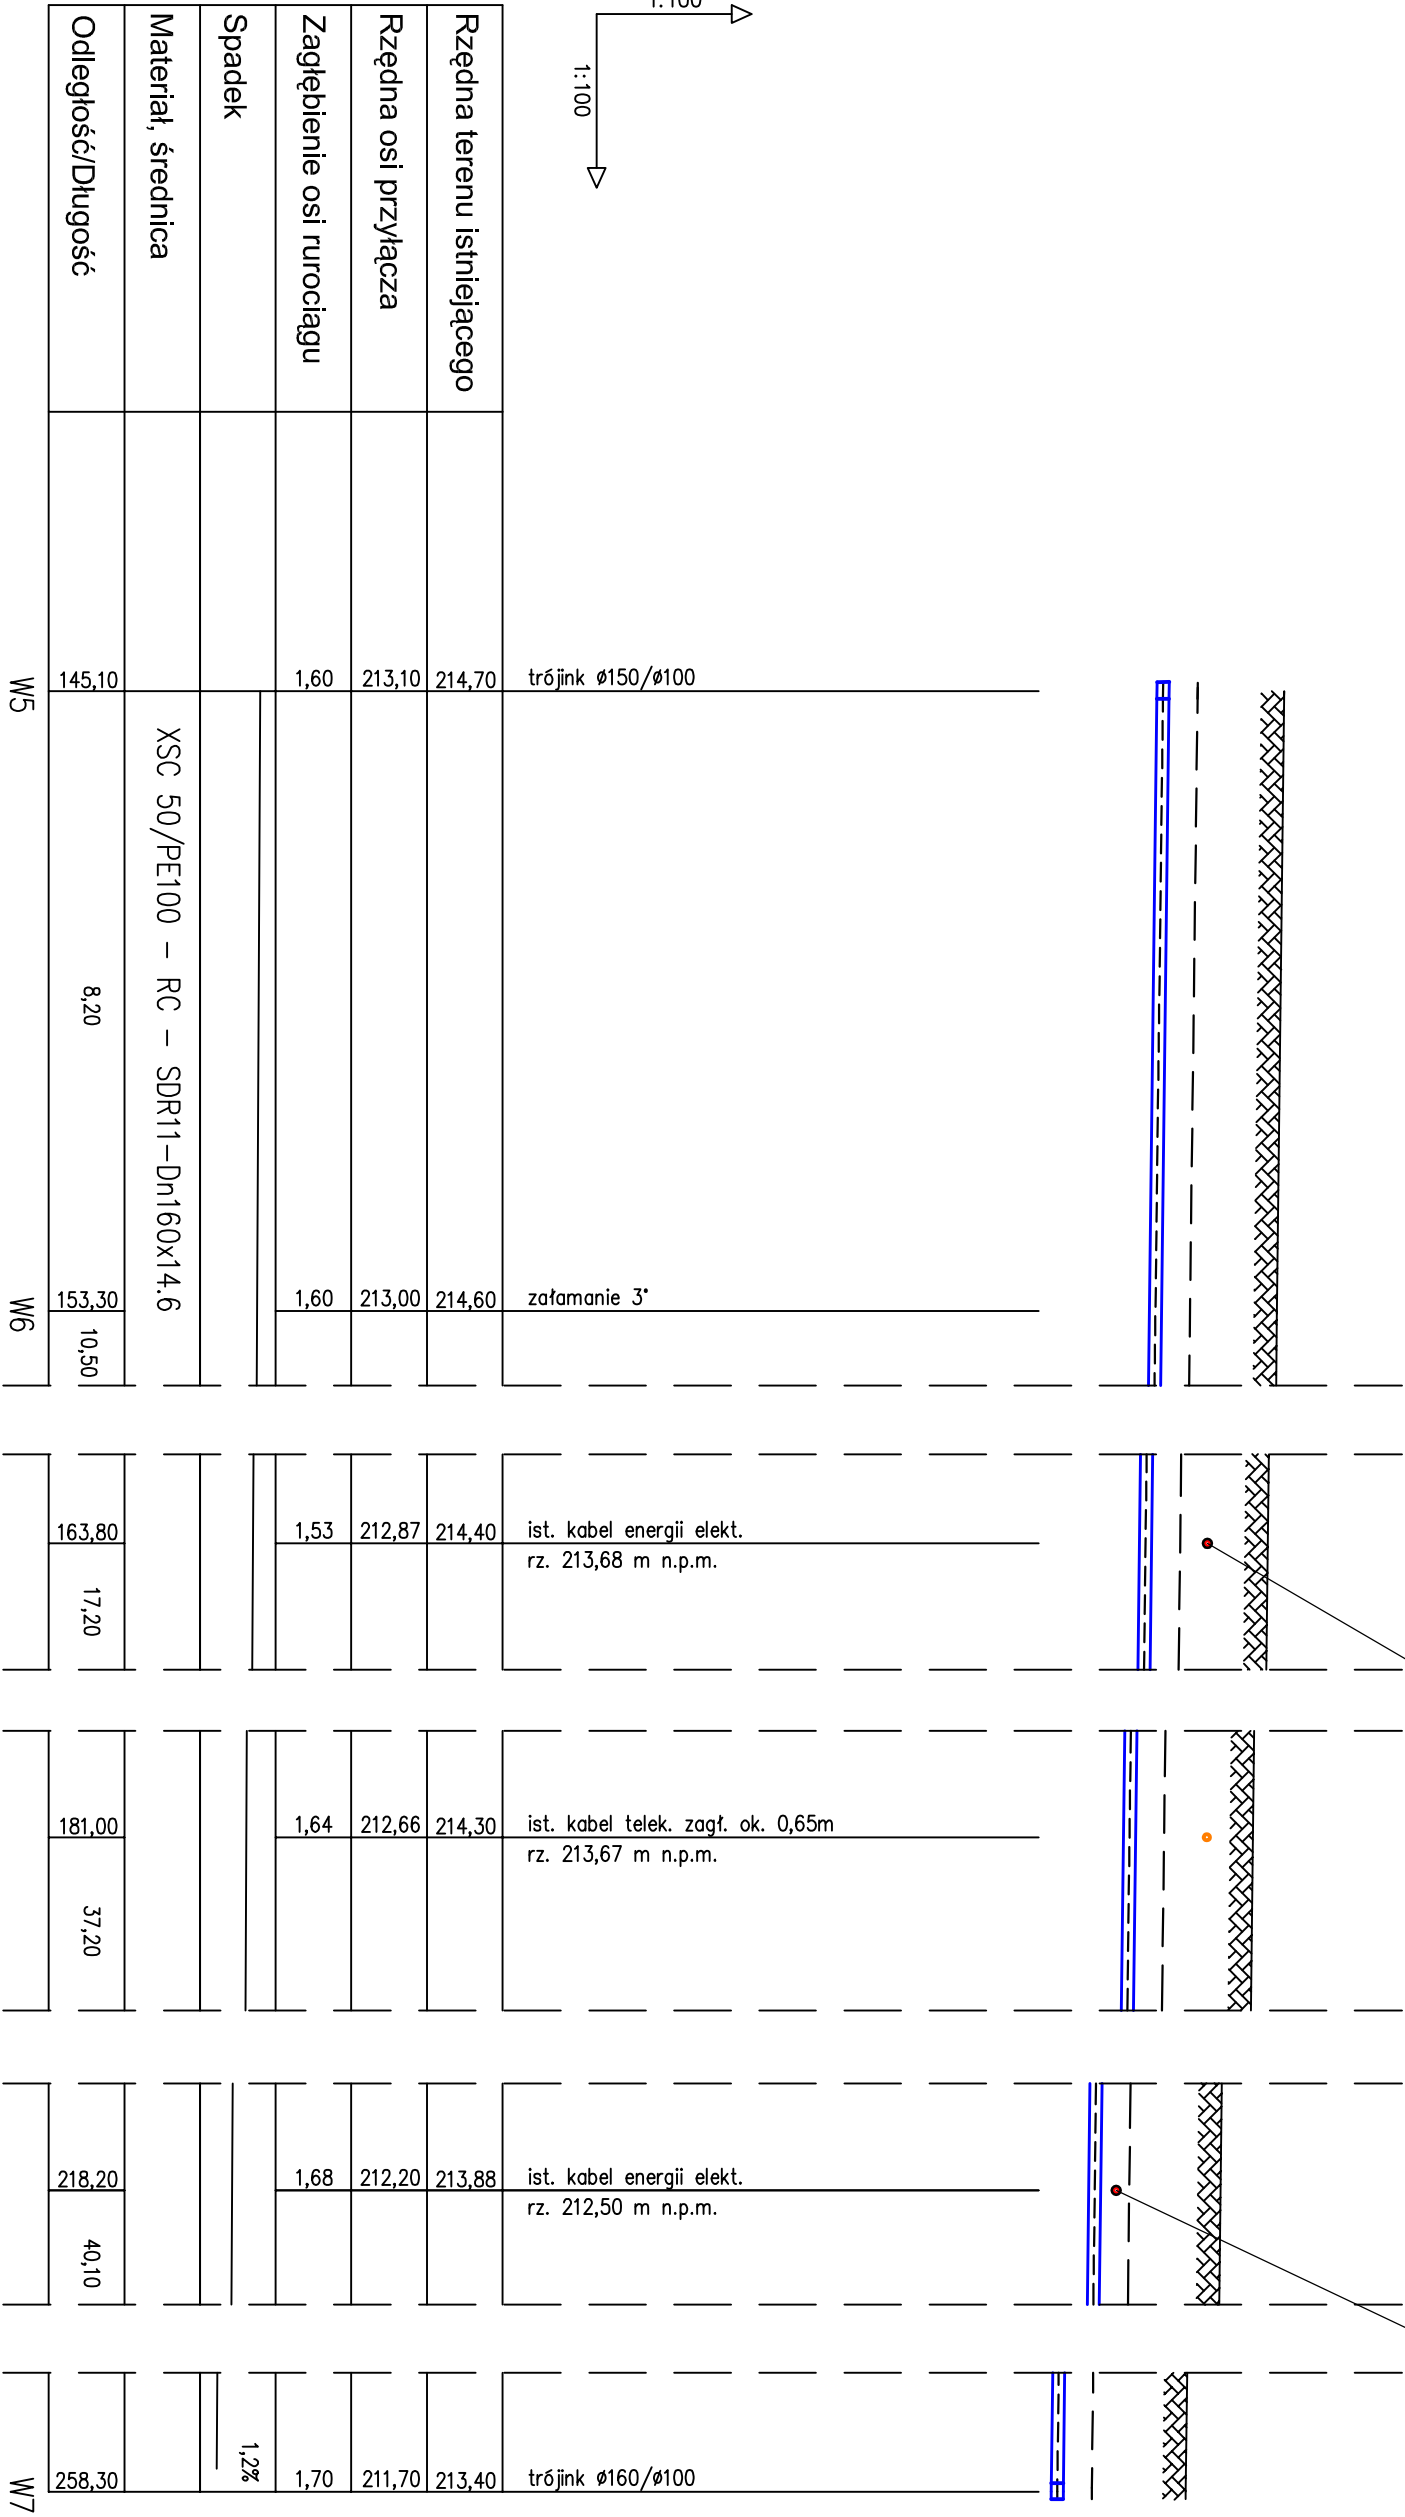 1:100
1:100
Rzędna terenu istniejącego
Rzędna osi przyłącza
Zagłębienie osi rurociągu
Spadek
Materiał, średnica
Odległość/Długość
145,10
1,60
213,10
214,70
trójink ø150/ø100
W5
XSC 50/PE100 - RC - SDR11-Dn160x14.6
8,20
153,30
1,60
213,00
214,60
załamanie 3°
W6
10,50
163,80
1,53
212,87
214,40
ist. kabel energii elekt.
rz. 213,68 m n.p.m.
17,20
181,00
1,64
212,66
214,30
ist. kabel telek. zagł. ok. 0,65m
rz. 213,67 m n.p.m.
37,20
218,20
1,68
212,20
213,88
ist. kabel energii elekt.
rz. 212,50 m n.p.m.
40,10
1,2%
258,30
1,70
211,70
213,40
trójink ø160/ø100
W7